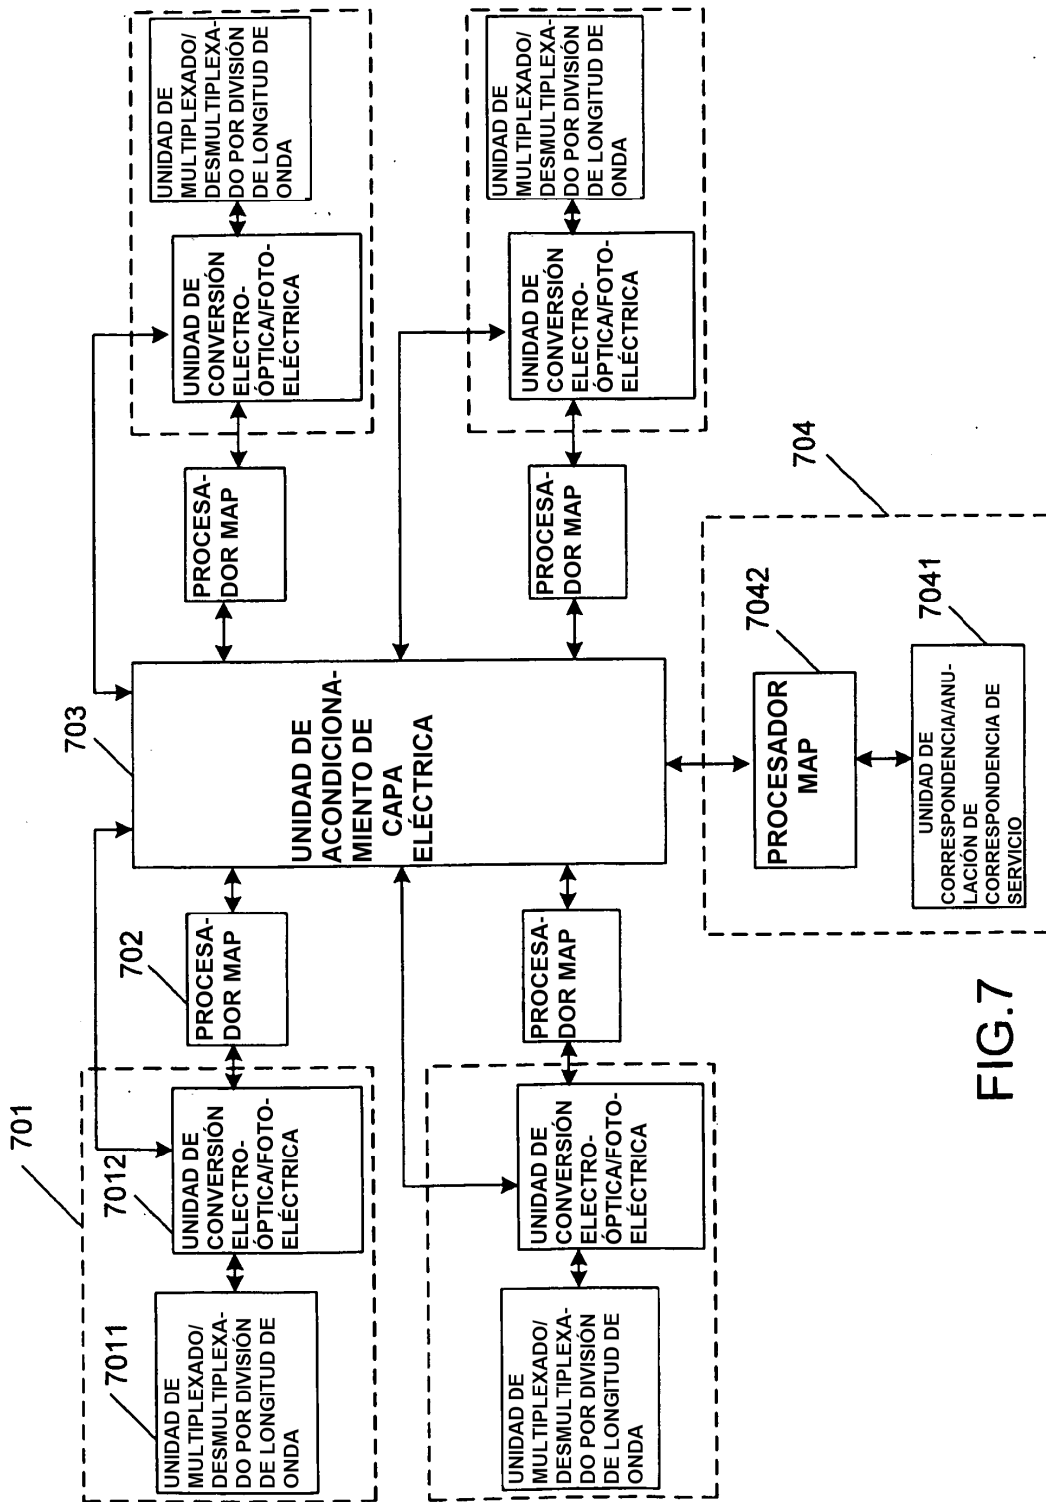 701
7011
UNIDAD DE
MULTIPLEXADO/
DESMULTIPLEXA-
DO POR DIVISIÓN
DE LONGITUD DE
ONDA
7012
UNIDAD DE
CONVERSIÓN
ELECTRO-
ÓPTICA/FOTO-
ELÉCTRICA
702
PROCESA-
DOR MAP
703
UNIDAD DE
ACONDICIONA-
MIENTO DE
CAPA
ELÉCTRICA
PROCESA-
DOR MAP
UNIDAD DE
CONVERSIÓN
ELECTRO-
ÓPTICA/FOTO-
ELÉCTRICA
UNIDAD DE
MULTIPLEXADO/
DESMULTIPLEXA-
DO POR DIVISIÓN
DE LONGITUD DE
ONDA
UNIDAD DE
MULTIPLEXADO/
DESMULTIPLEXA-
DO POR DIVISIÓN
DE LONGITUD DE
ONDA
UNIDAD DE
CONVERSIÓN
ELECTRO-
ÓPTICA/FOTO-
ELÉCTRICA
PROCESA-
DOR MAP
PROCESA-
DOR MAP
UNIDAD DE
CONVERSIÓN
ELECTRO-
ÓPTICA/FOTO-
ELÉCTRICA
UNIDAD DE
MULTIPLEXADO/
DESMULTIPLEXA-
DO POR DIVISIÓN
DE LONGITUD DE
ONDA
704
7042
PROCESADOR
MAP
7041
UNIDAD DE
CORRESPONDENCIA/ANU-
LACIÓN DE
CORRESPONDENCIA DE
SERVICIO
FIG.7